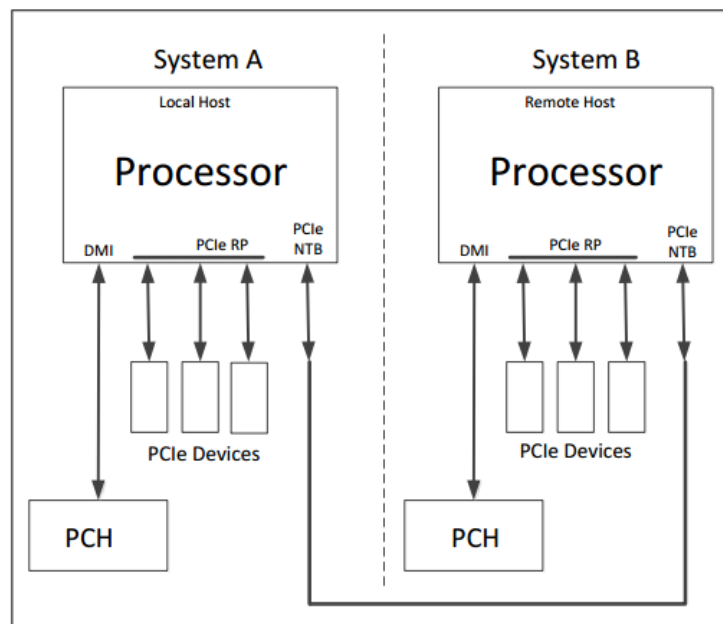 System A
Local Host
Processor
DMI
PCIe RP
PCIe
NTB
PCIe Devices
PCH
System B
Remote Host
Processor
DMI
PCIe RP
PCIe
NTB
PCIe Devices
PCH